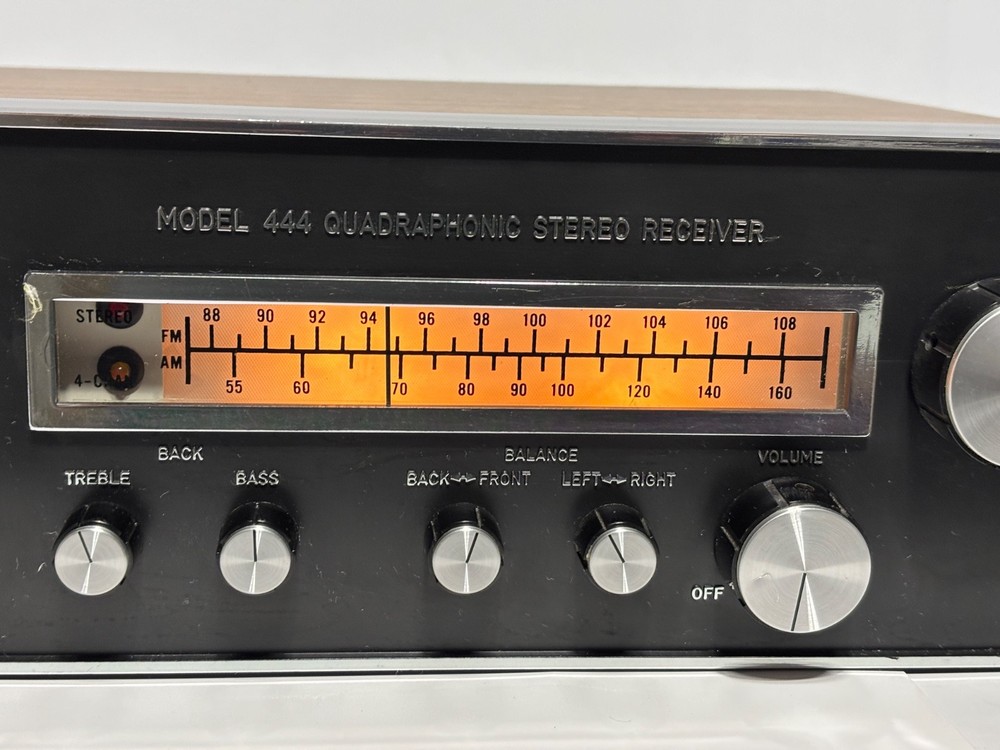 MODEL 444 QUADRAPHONIC STEREO RECEIVER
STEREO
FM 88 90 92 94 96 98 100 102 104 106 108
AM 55 60 70 80 90 100 120 140 160
BACK BALANCE VOLUME
TREBLE BASS BACK FRONT LEFT RIGHT
OFF